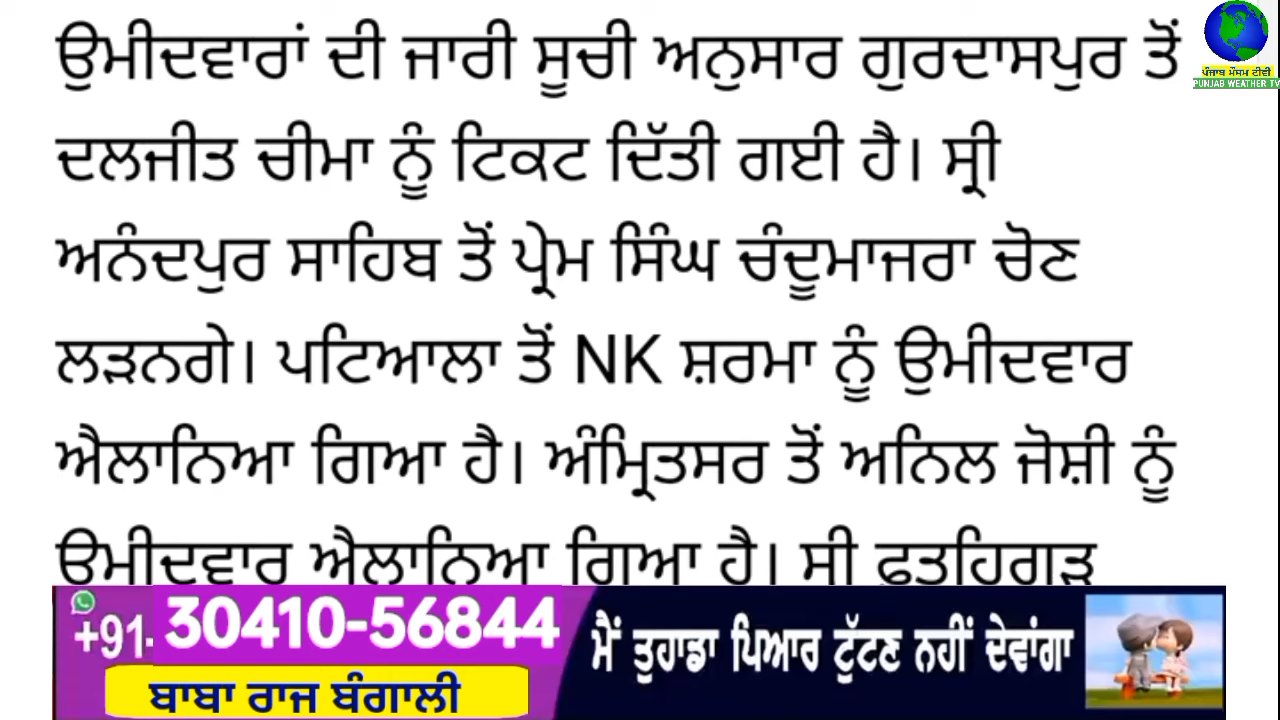 ਉਮੀਦਵਾਰਾਂ ਦੀ ਜਾਰੀ ਸੂਚੀ ਅਨੁਸਾਰ ਗੁਰਦਾਸਪੁਰ ਤੋਂ
ਪੰਜਾਬ ਮੌਸਮ ਟੀਵੀ
PUNJAB WEATHER TV
ਦਲਜੀਤ ਚੀਮਾ ਨੂੰ ਟਿਕਟ ਦਿੱਤੀ ਗਈ ਹੈ। ਸ੍ਰੀ
ਅਨੰਦਪੁਰ ਸਾਹਿਬ ਤੋਂ ਪ੍ਰੇਮ ਸਿੰਘ ਚੰਦੂਮਾਜਰਾ ਚੋਣ
ਲੜਨਗੇ। ਪਟਿਆਲਾ ਤੋਂ NK ਸ਼ਰਮਾ ਨੂੰ ਉਮੀਦਵਾਰ
ਐਲਾਨਿਆ ਗਿਆ ਹੈ। ਅੰਮ੍ਰਿਤਸਰ ਤੋਂ ਅਨਿਲ ਜੋਸ਼ੀ ਨੂੰ
ਉਮੀਦਵਾਰ ਐਲਾਨਿਆ ਗਿਆ ਹੈ। ਸ੍ਰੀ ਫਤਹਿਗੜ੍ਹ
+91- 30410-56844
ਬਾਬਾ ਰਾਜ ਬੰਗਾਲੀ
ਮੈਂ ਤੁਹਾਡਾ ਪਿਆਰ ਟੁੱਟਣ ਨਹੀਂ ਦੇਵਾਂਗਾ